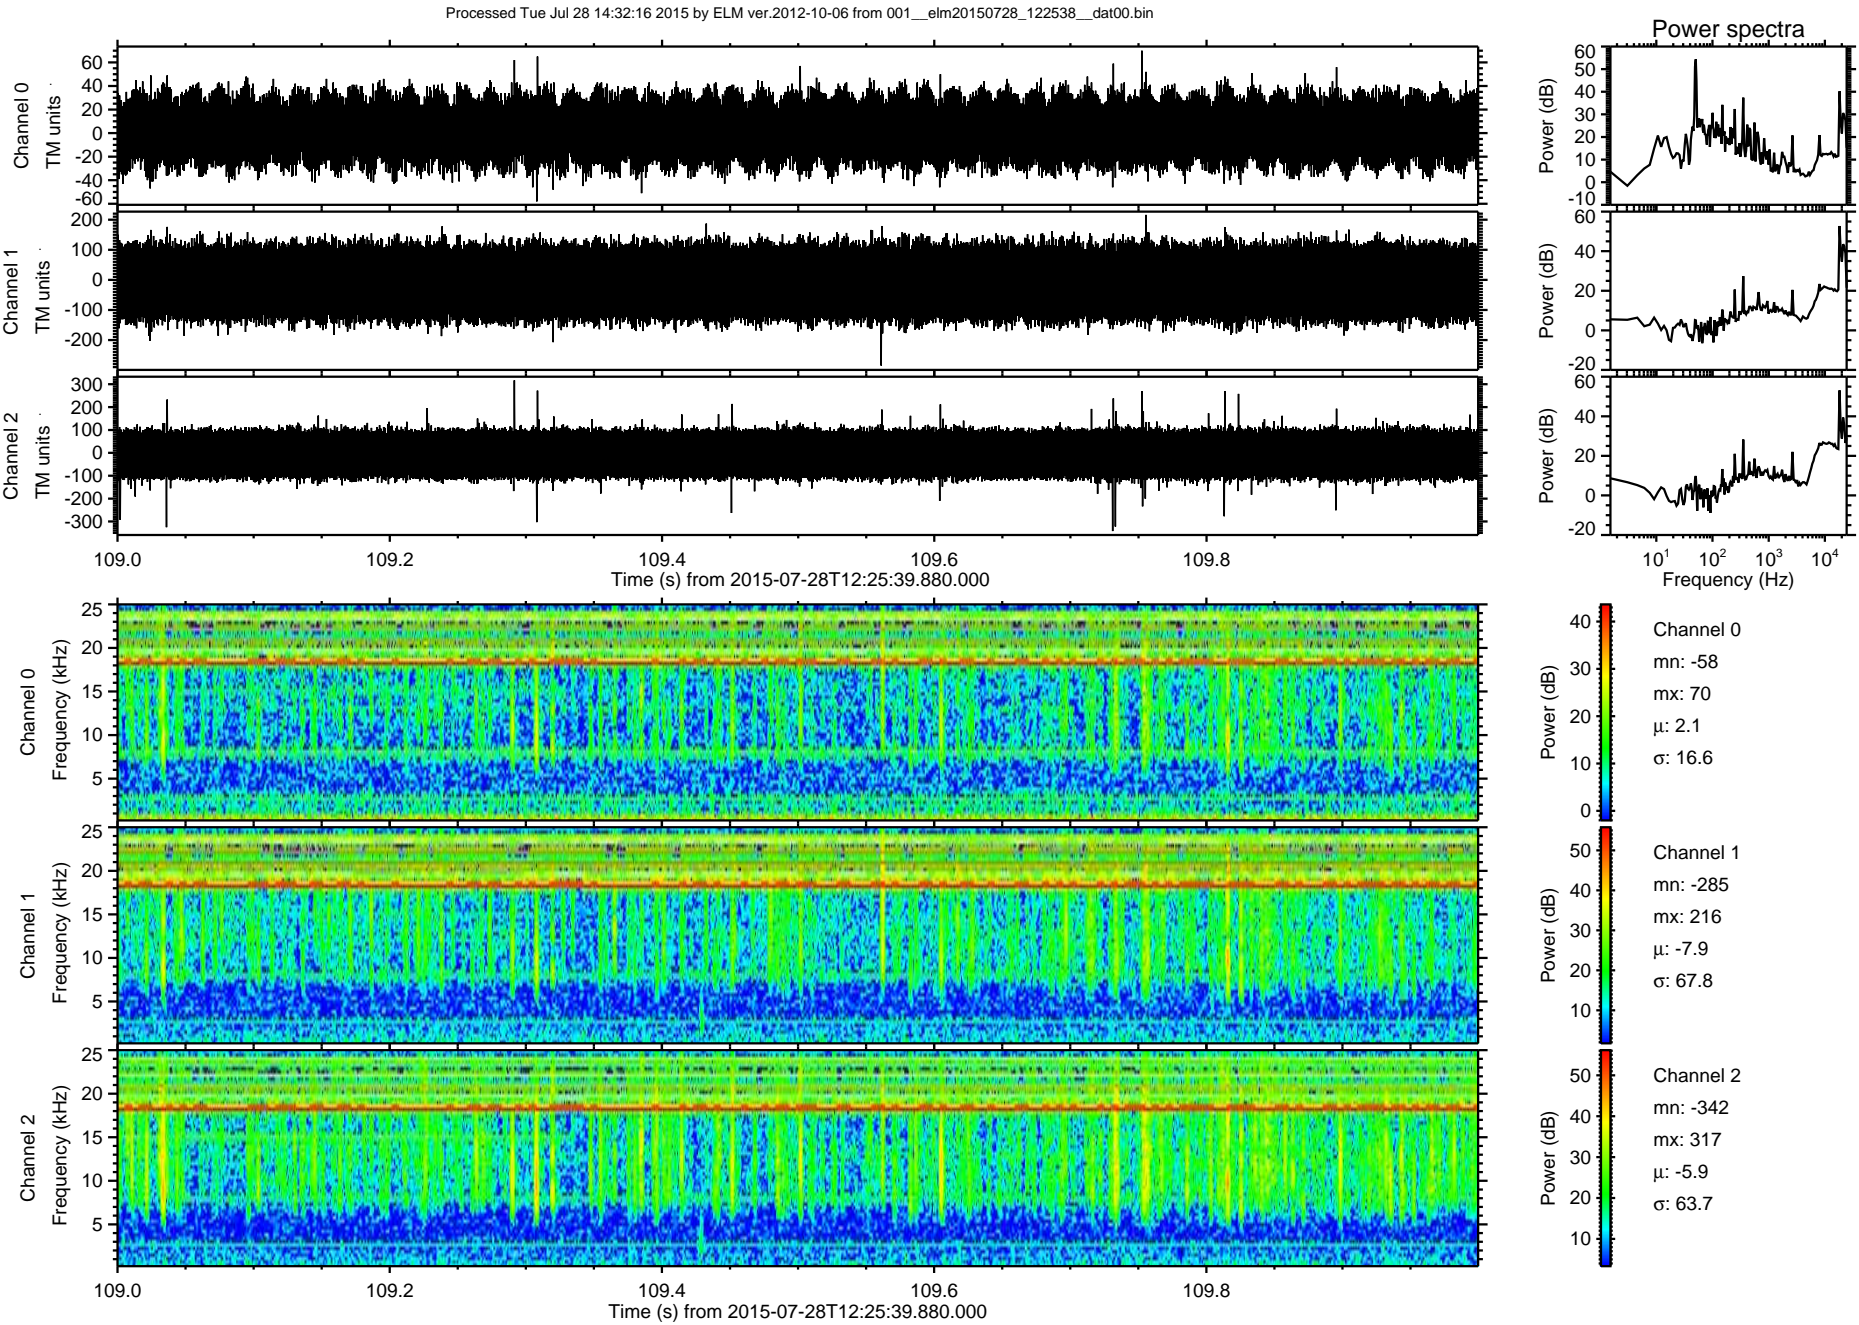 Processed Tue Jul 28 14:32:16 2015 by ELM ver.2012-10-06 from 001__elm20150728_122538__dat00.bin
Power spectra
Channel 0
TM units
60
40
20
0
-20
-40
-60
Power (dB)
60
50
40
30
20
10
0
-10
Channel 1
TM units
200
100
0
-100
-200
Power (dB)
60
40
20
0
-20
Channel 2
TM units
300
200
100
0
-100
-200
-300
Power (dB)
60
40
20
0
-20
109.0 109.2 109.4 109.6 109.8
Time (s) from 2015-07-28T12:25:39.880.000
10^1 10^2 10^3 10^4
Frequency (Hz)
Channel 0
Frequency (kHz)
25
20
15
10
5
Power (dB)
40
30
20
10
0
Channel 0
mn: -58
mx: 70
μ: 2.1
σ: 16.6
Channel 1
Frequency (kHz)
25
20
15
10
5
Power (dB)
50
40
30
20
10
Channel 1
mn: -285
mx: 216
μ: -7.9
σ: 67.8
Channel 2
Frequency (kHz)
25
20
15
10
5
Power (dB)
50
40
30
20
10
Channel 2
mn: -342
mx: 317
μ: -5.9
σ: 63.7
109.0 109.2 109.4 109.6 109.8
Time (s) from 2015-07-28T12:25:39.880.000